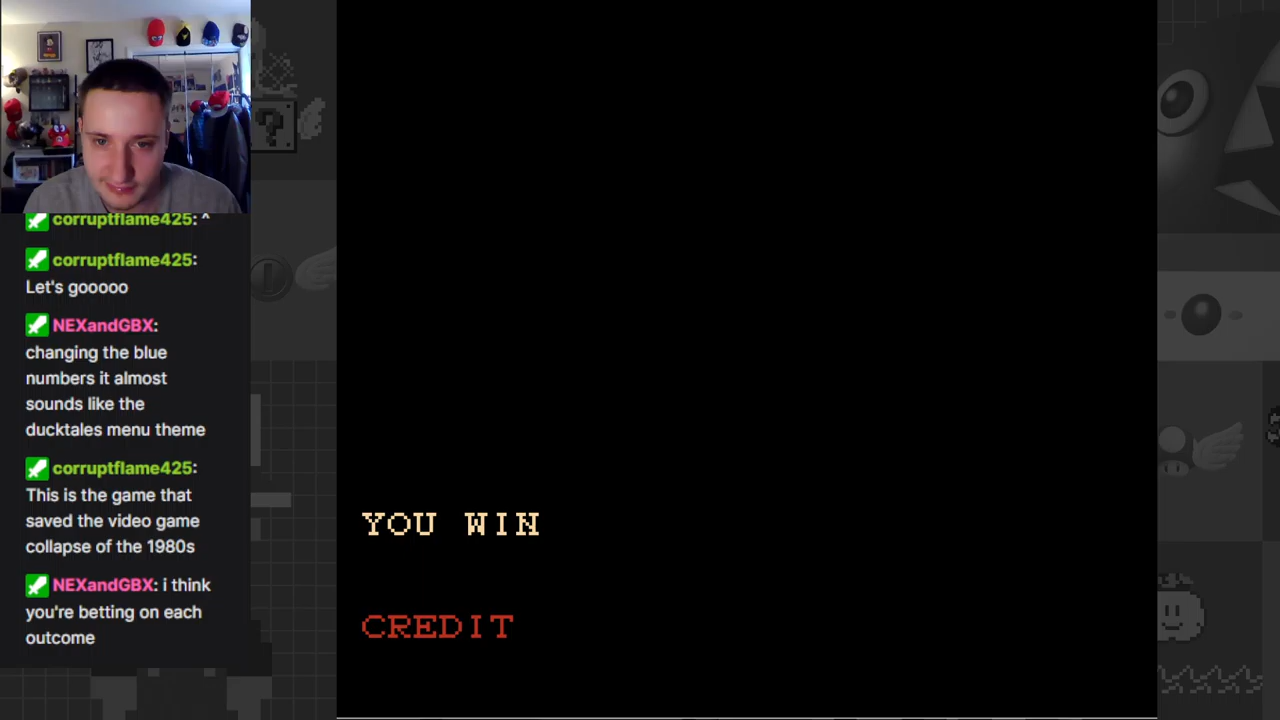 corruptflame425: ^
corruptflame425:
Let's gooooo
NEXandGBX:
changing the blue
numbers it almost
sounds like the
ducktales menu theme
corruptflame425:
This is the game that
saved the video game
collapse of the 1980s
NEXandGBX: i think
you're betting on each
outcome
YOU WIN
CREDIT